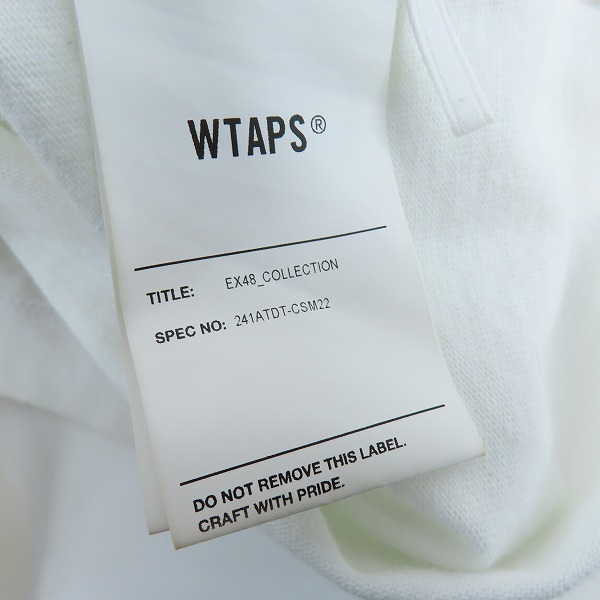 WTAPS®
TITLE: EX48_COLLECTION
SPEC NO: 241ATDT-CSM22
DO NOT REMOVE THIS LABEL.
CRAFT WITH PRIDE.